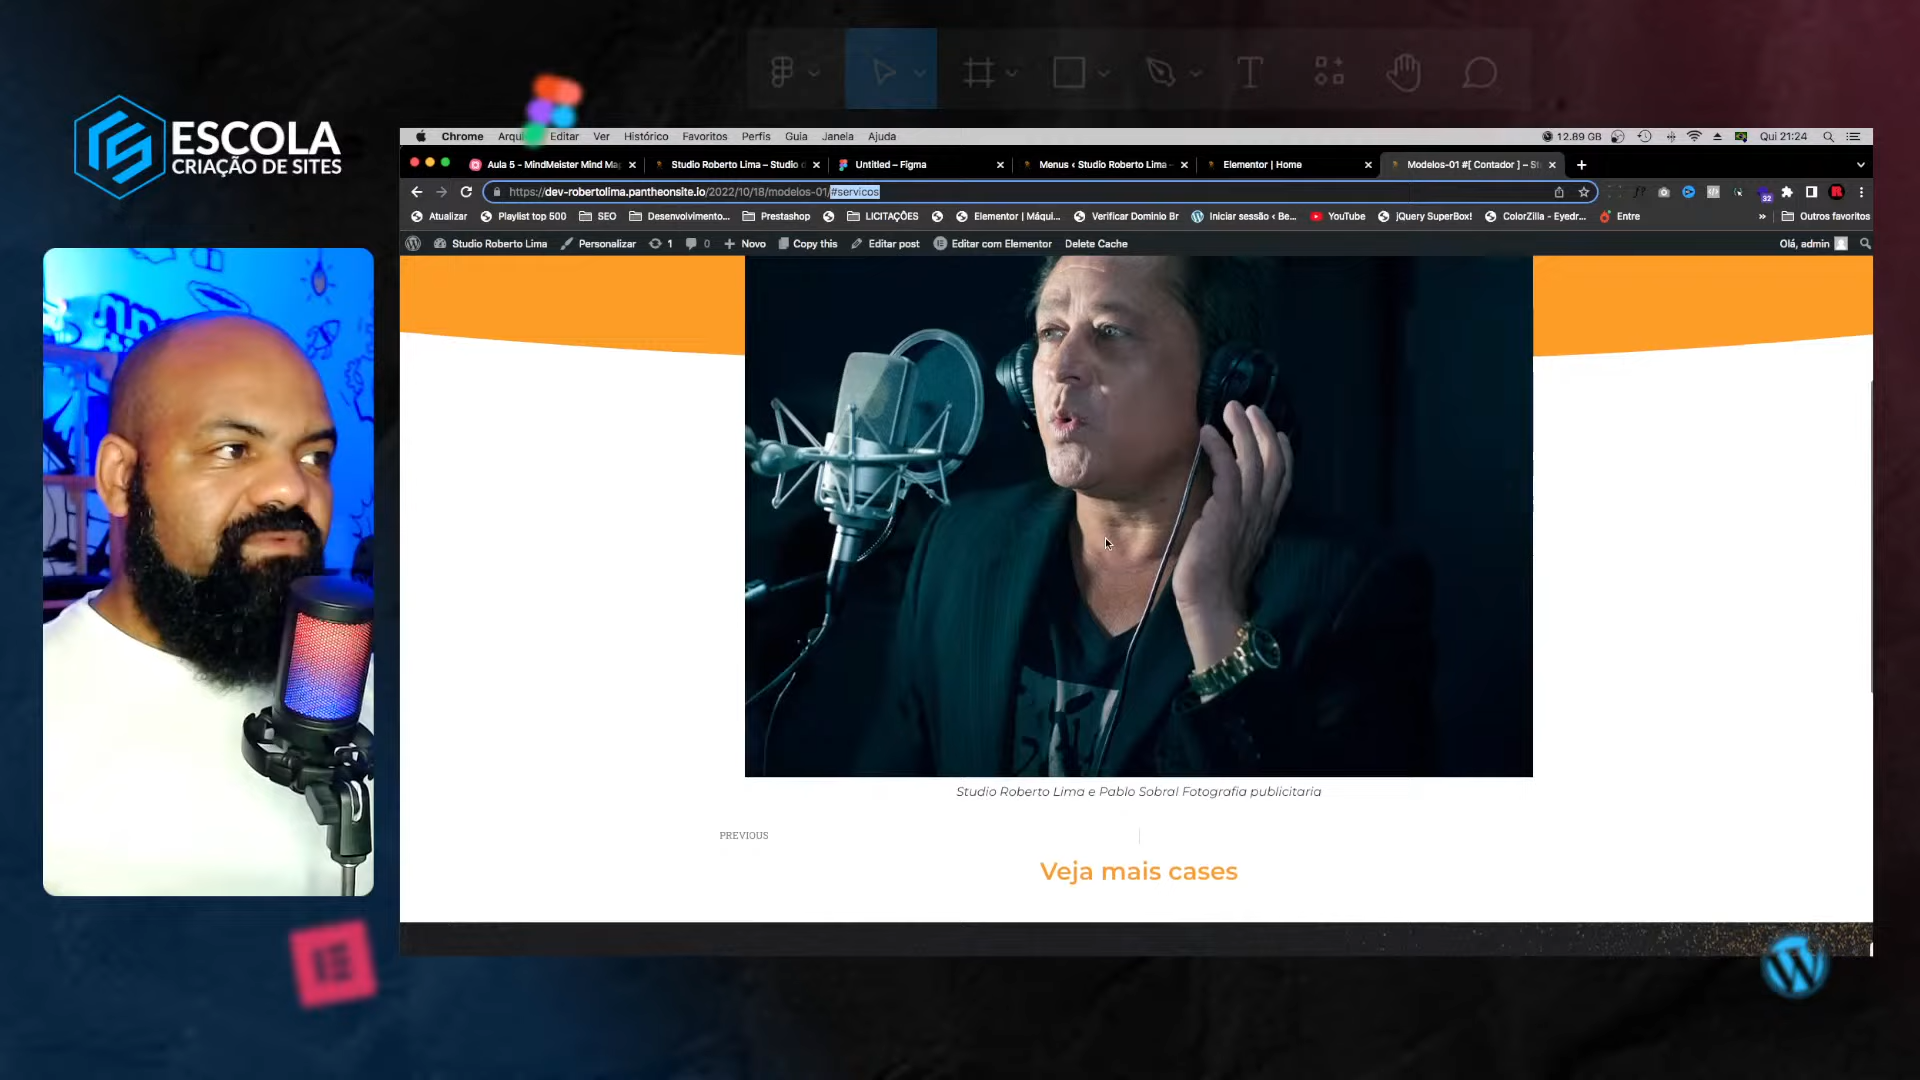 ESCOLA
CRIAÇÃO DE SITES
Chrome Arqui Editar Ver Histórico Favoritos Perfis Guia Janela Ajuda 12.89 GB Qui 21:24
Aula 5 - MindMeister Mind Ma
Studio Roberto Lima – Studio
Untitled – Figma
Menus ‹ Studio Roberto Lima
Elementor | Home
Modelos-01 #[ Contador ] – St
https://dev-robertolima.pantheonsite.io/2022/10/18/modelos-01/#servicos
32
Atualizar Playlist top 500 SEO Desenvolvimento... Prestashop LICITAÇÕES Elementor | Máqui... Verificar Dominio Br Iniciar sessão ‹ Be... YouTube jQuery SuperBox! ColorZilla - Eyedr... Entre » Outros favoritos
Studio Roberto Lima Personalizar 1 0 Novo Copy this Editar post Editar com Elementor Delete Cache Olá, admin
Studio Roberto Lima e Pablo Sobral Fotografia publicitaria
PREVIOUS
Veja mais cases